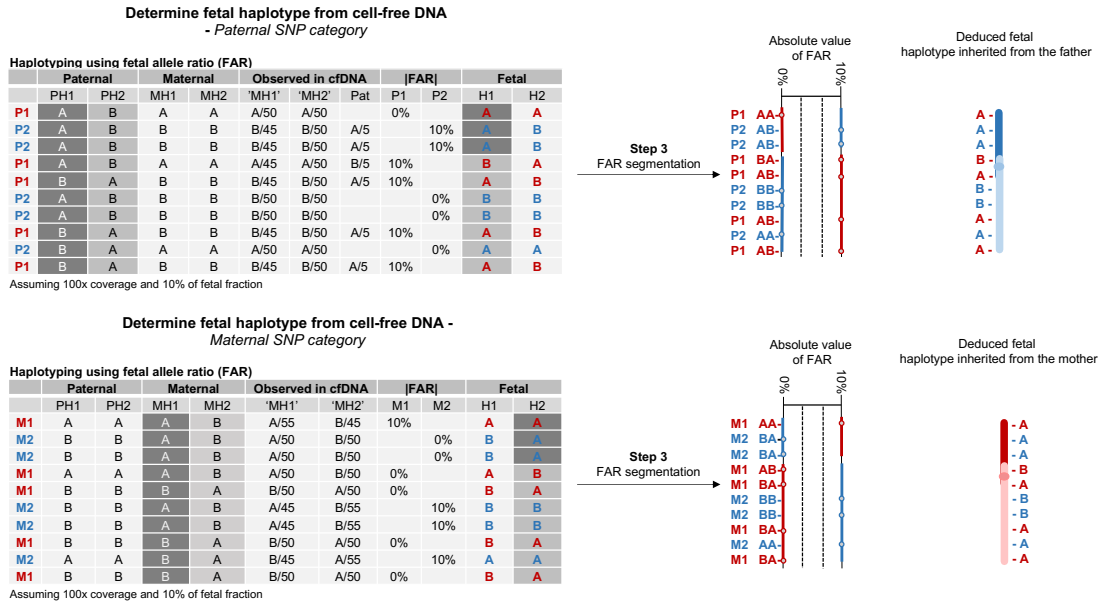 Determine fetal haplotype from cell-free DNA
- Paternal SNP category
Haplotyping using fetal allele ratio (FAR)
Paternal Maternal Observed in cfDNA |FAR| Fetal
PH1 PH2 MH1 MH2 'MH1' 'MH2' Pat P1 P2 H1 H2
P1 A B A A A/50 A/50 0% A A
P2 A B B B B/45 B/50 A/5 10% A B
P2 A B B B B/45 B/50 A/5 10% A B
P1 A B A A A/45 A/50 B/5 10% B A
P1 B A B B B/45 B/50 A/5 10% A B
P2 A B B B B/50 B/50 0% B B
P2 A B B B B/50 B/50 0% B B
P1 B A B B B/45 B/50 A/5 10% A B
P2 B A A A A/50 A/50 0% A A
P1 B A B B B/45 B/50 A/5 10% A B
Assuming 100x coverage and 10% of fetal fraction
Step 3
FAR segmentation
Absolute value
of FAR
0% 10%
P1 AA-
P2 AB-
P2 AB-
P1 BA-
P1 AB-
P2 BB-
P2 BB-
P1 AB-
P2 AA-
P1 AB-
Deduced fetal
haplotype inherited from the father
A -
A -
A -
B -
A -
B -
B -
A -
A -
A -
Determine fetal haplotype from cell-free DNA -
Maternal SNP category
Haplotyping using fetal allele ratio (FAR)
Paternal Maternal Observed in cfDNA |FAR| Fetal
PH1 PH2 MH1 MH2 'MH1' 'MH2' M1 M2 H1 H2
M1 A A A B A/55 B/45 10% A A
M2 B B A B A/50 B/50 0% B A
M2 B B A B A/50 B/50 0% B A
M1 A A A B A/50 B/50 0% A B
M1 B B B A B/50 A/50 0% B A
M2 B B A B A/45 B/55 10% B B
M2 B B A B A/45 B/55 10% B B
M1 B B B A B/50 A/50 0% B A
M2 A A B A B/45 A/55 10% A A
M1 B B B A B/50 A/50 0% B A
Assuming 100x coverage and 10% of fetal fraction
Step 3
FAR segmentation
Absolute value
of FAR
0% 10%
M1 AA-
M2 BA-
M2 BA-
M1 AB-
M1 BA-
M2 BB-
M2 BB-
M1 BA-
M2 AA-
M1 BA-
Deduced fetal
haplotype inherited from the mother
- A
- A
- A
- B
- A
- B
- B
- A
- A
- A